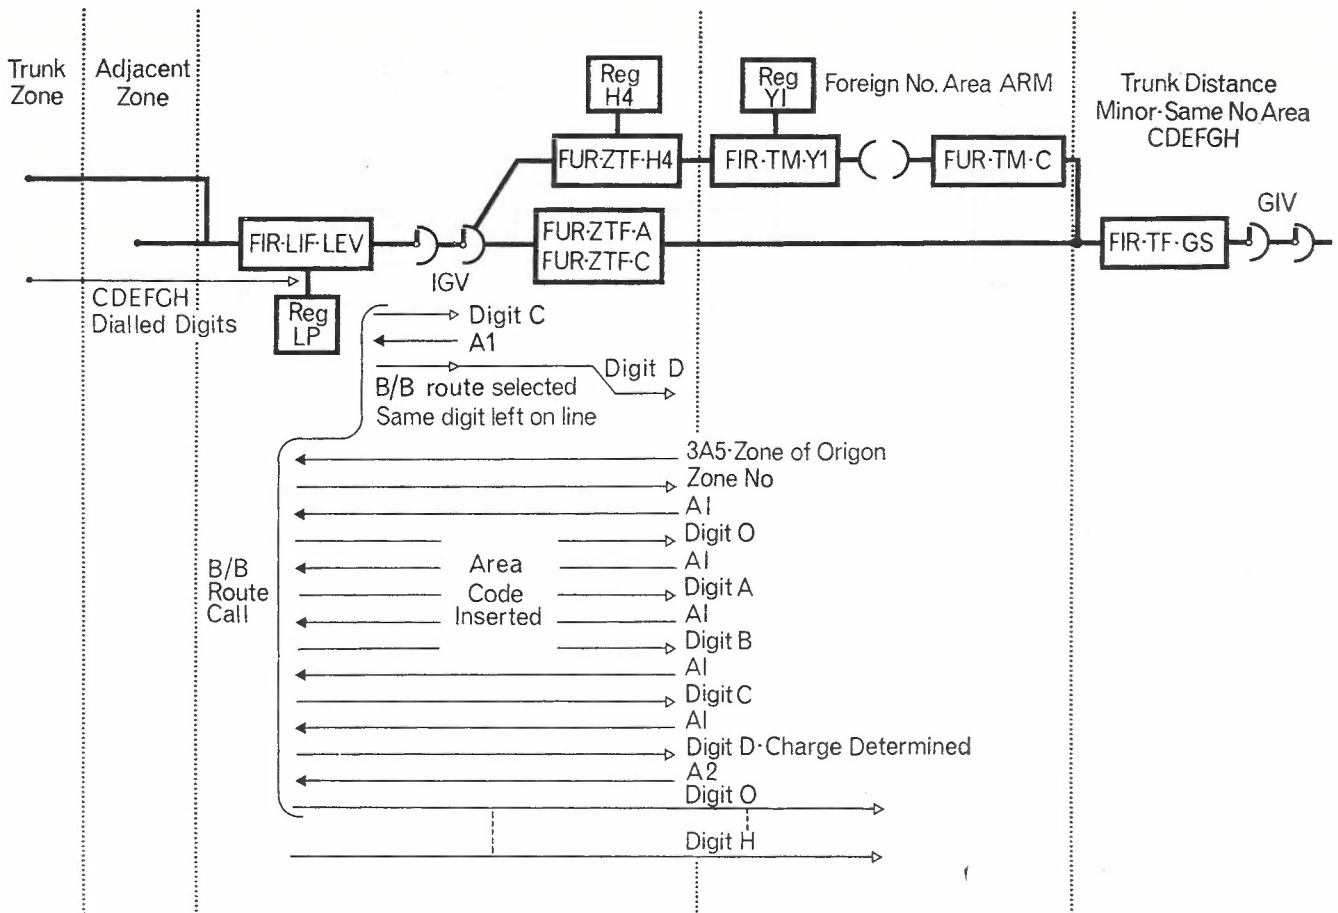 Trunk
Zone
Adjacent
Zone
Reg
H4
Reg
Y1
Foreign No. Area ARM
Trunk Distance
Minor·Same No Area
CDEFGH
FUR·ZTF·H4
FIR·TM·Y1
FUR·TM·C
FIR·LIF·LEV
IGV
FUR·ZTF·A
FUR·ZTF·C
FIR·TF·GS
GIV
CDEFGH
Dialled Digits
Reg
LP
Digit C
A1
Digit D
B/B route selected
Same digit left on line
3A5·Zone of Origon
Zone No
A1
Digit O
A1
Digit A
A1
Digit B
A1
Digit C
A1
Digit D·Charge Determined
A2
Digit O
Digit H
B/B
Route
Call
Area
Code
Inserted